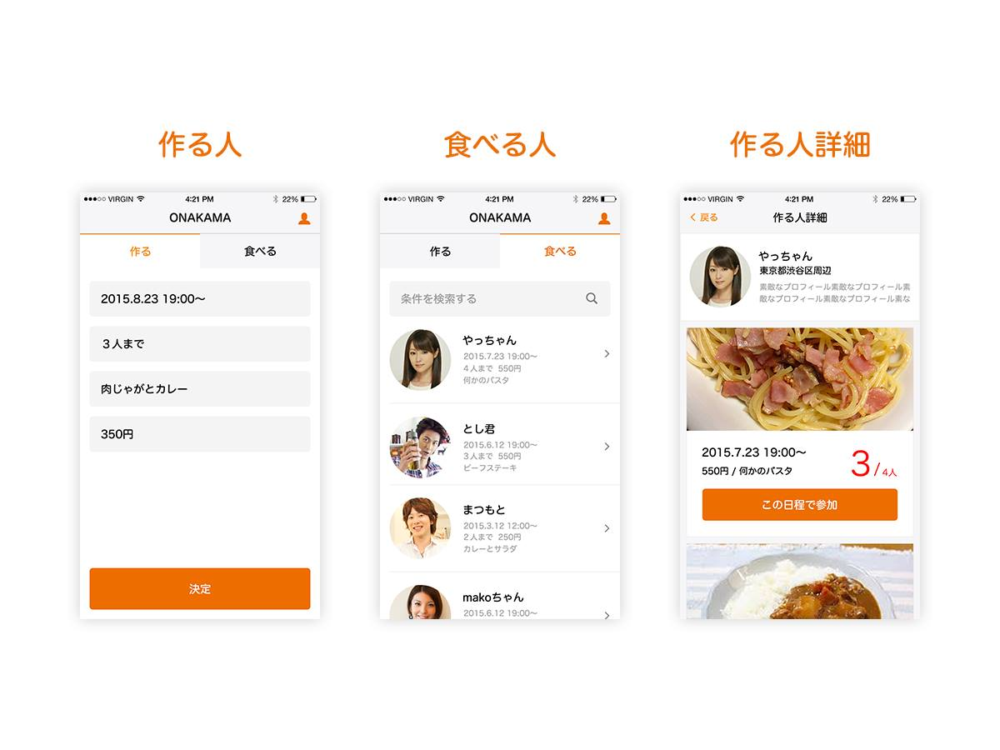 作る人
食べる人
作る人詳細
VIRGIN 4:21 PM 22%
ONAKAMA
作る 食べる
2015.8.23 19:00〜
３人まで
肉じゃがとカレー
350円
決定
VIRGIN 4:21 PM 22%
ONAKAMA
作る 食べる
条件を検索する
やっちゃん
2015.7.23 19:00〜
４人まで 550円
何かのパスタ
とし君
2015.6.12 19:00〜
３人まで 550円
ビーフステーキ
まつもと
2015.3.12 12:00〜
２人まで 250円
カレーとサラダ
makoちゃん
2015.6.12 19:00〜
VIRGIN 4:21 PM 22%
戻る 作る人詳細
やっちゃん
東京都渋谷区周辺
素敵なプロフィール素敵なプロフィール素
敵なプロフィール素敵なプロフィール素な
2015.7.23 19:00〜
550円 / 何かのパスタ
3/4人
この日程で参加